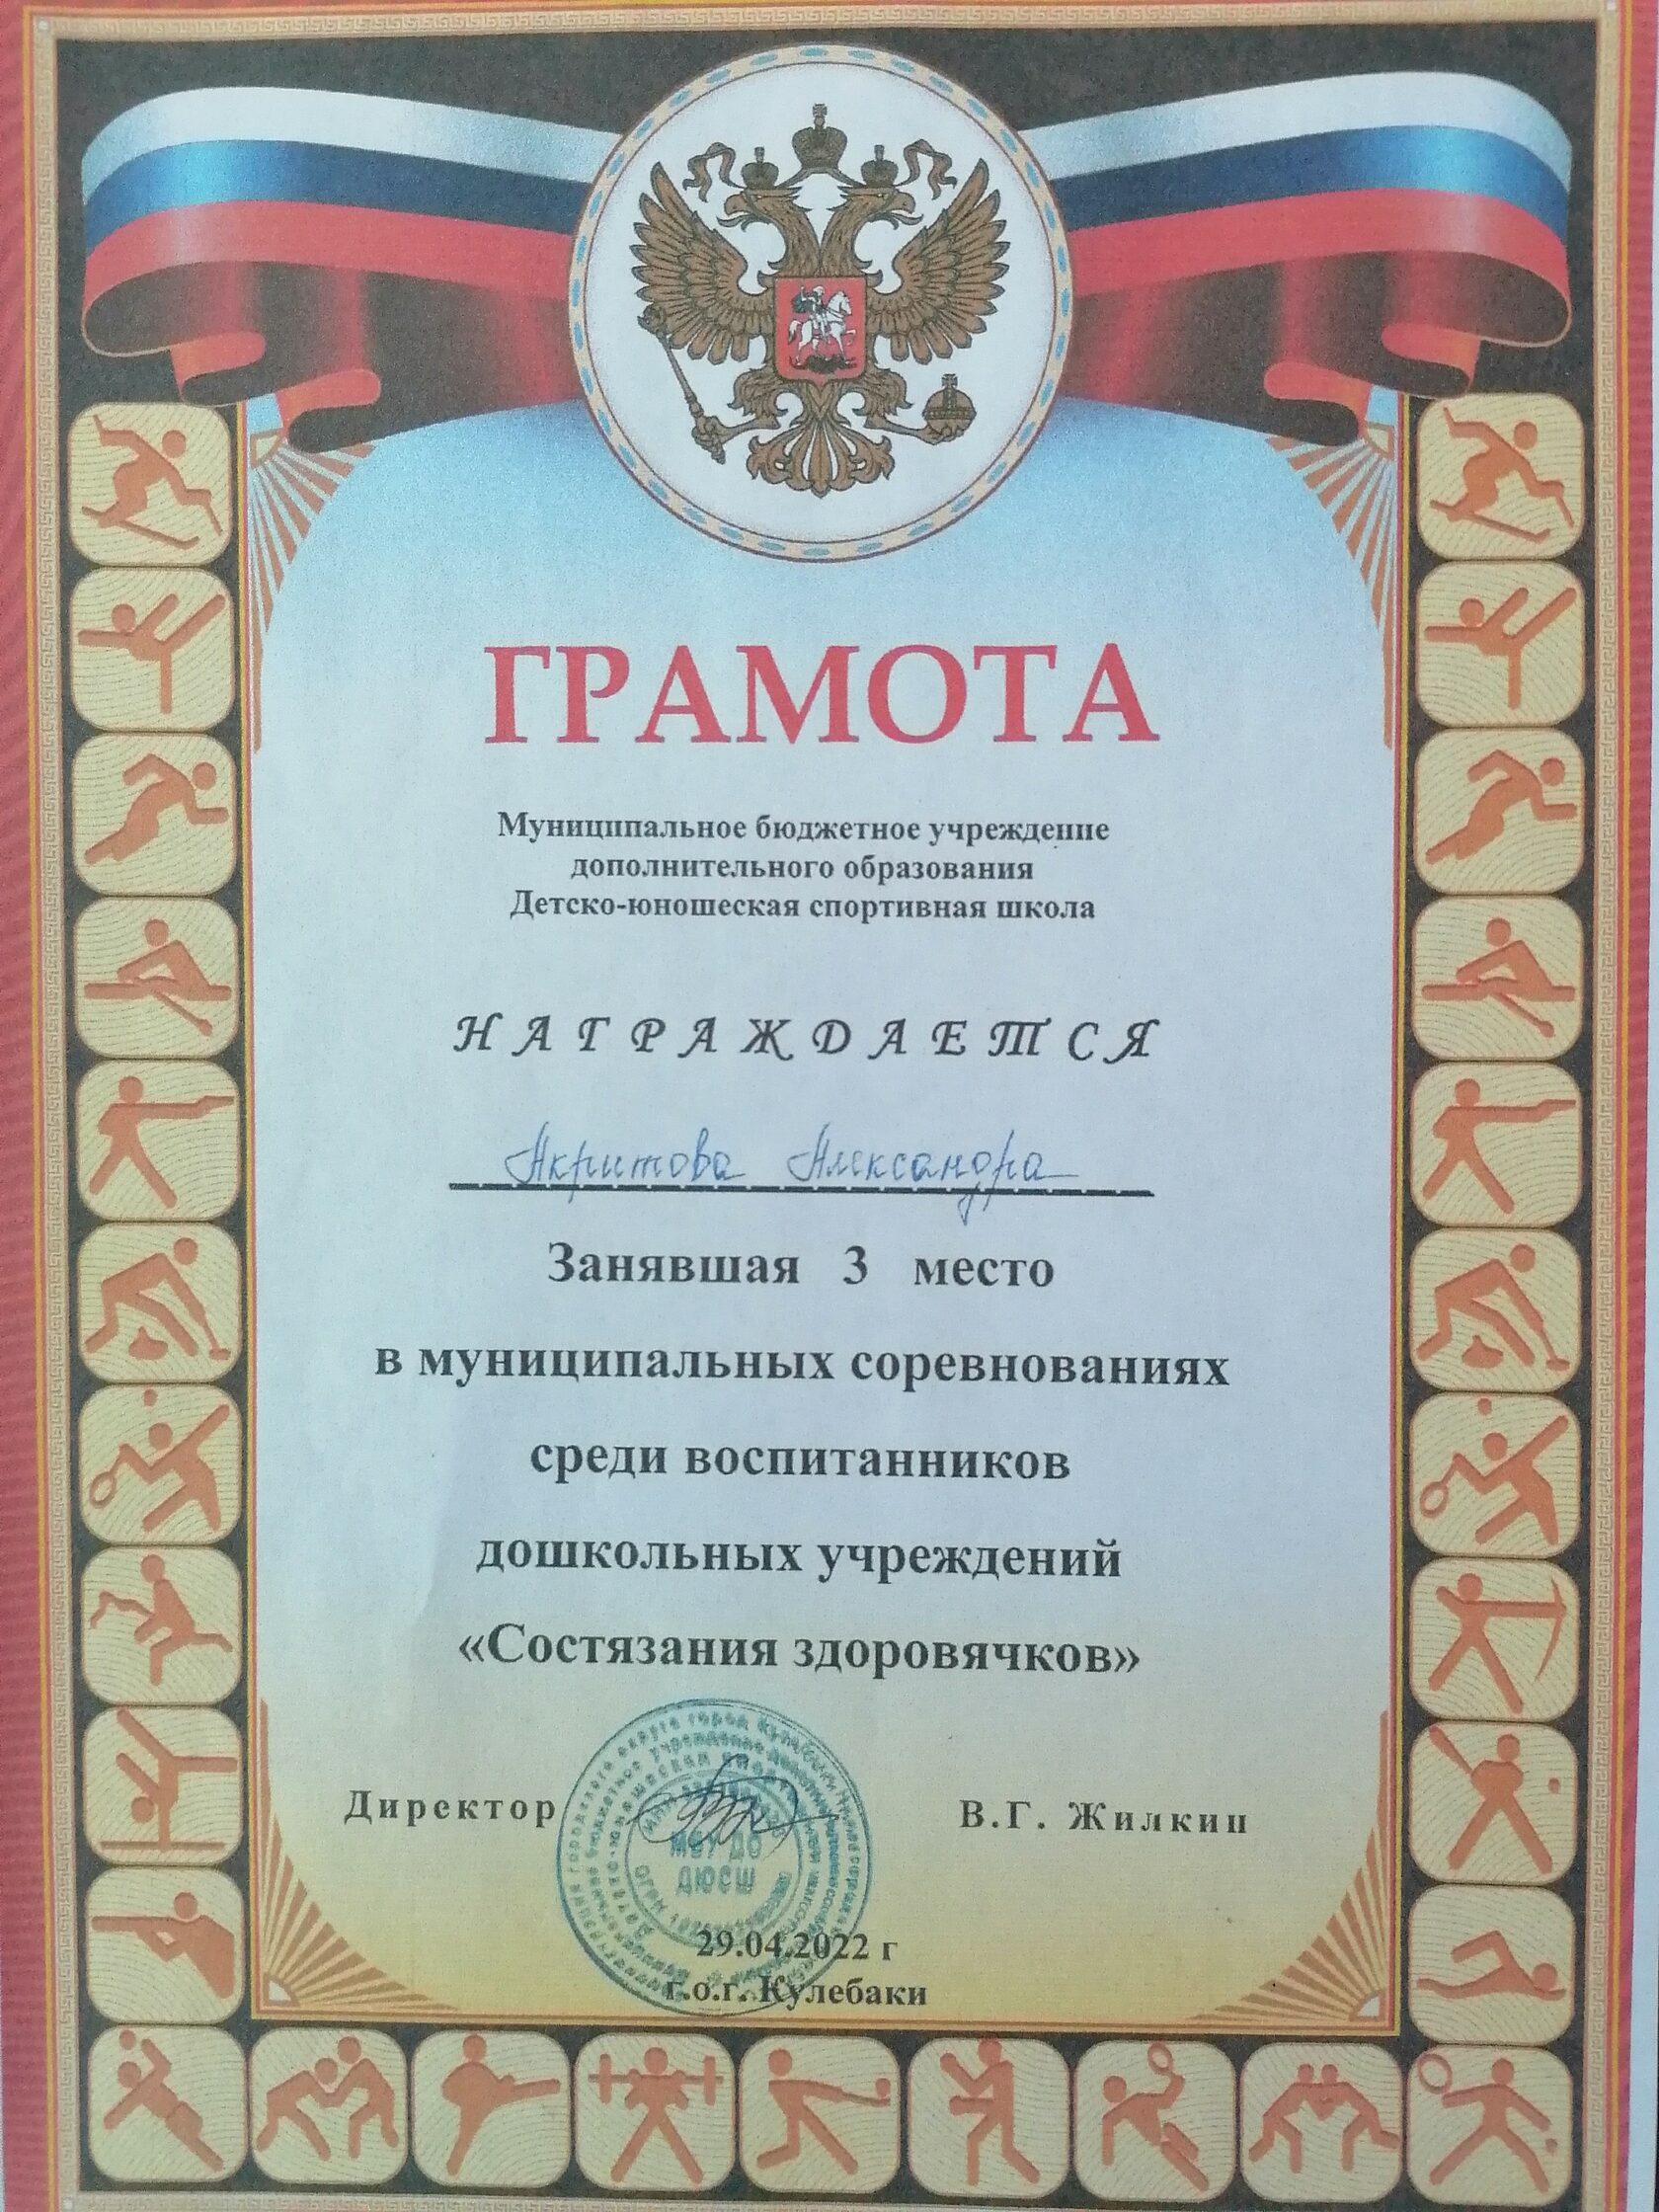 ГРАМОТА
Муниципальное бюджетное учреждение
дополнительного образования
Детско-юношеская спортивная школа
НАГРАЖДАЕТСЯ
Акритова Александра
Занявшая 3 место
в муниципальных соревнованиях
среди воспитанников
дошкольных учреждений
«Состязания здоровячков»
Директор В.Г. Жилкин
МБУ ДО
ДЮСШ
29.04.2022 г
г.о.г. Кулебаки